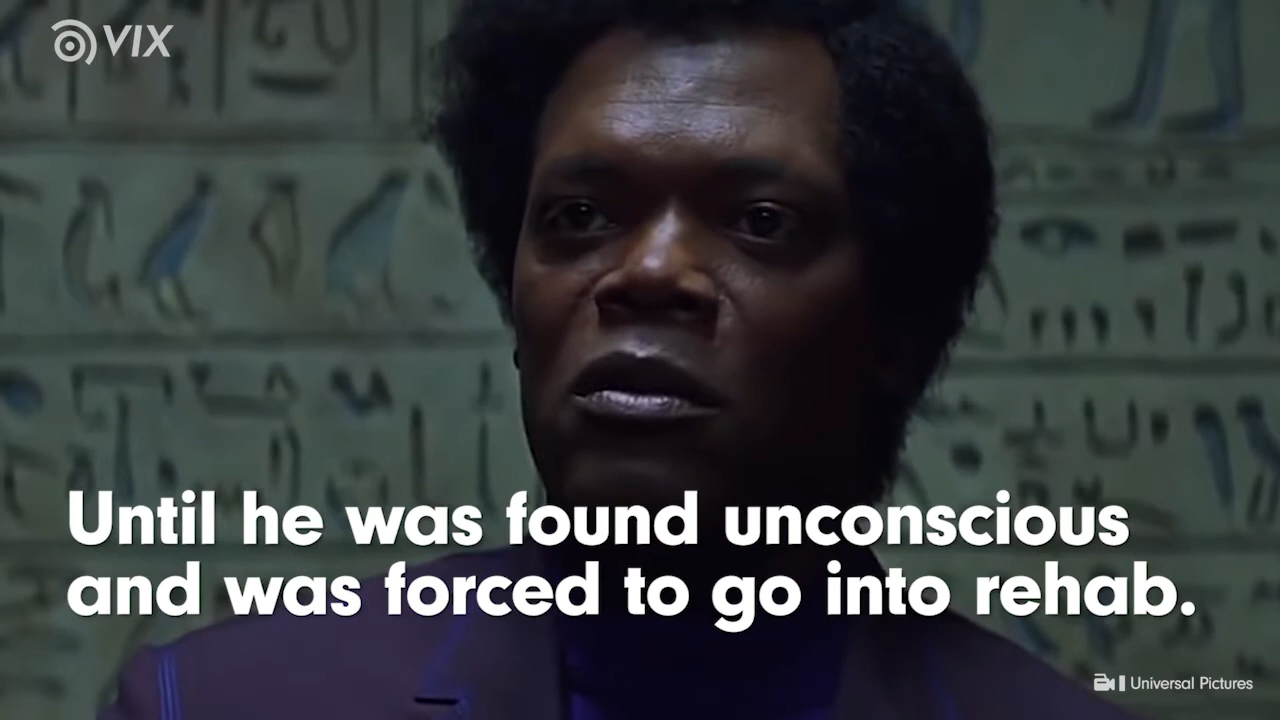 VIX
Until he was found unconscious
and was forced to go into rehab.
Universal Pictures